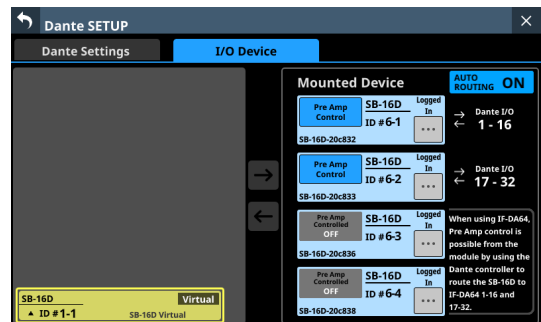 Dante SETUP
Dante Settings
I/O Device
Mounted Device
AUTO
ROUTING ON
Pre Amp
Control
SB-16D
ID #6-1
Logged
In
...
SB-16D-20c832
Dante I/O
1 - 16
Pre Amp
Control
SB-16D
ID #6-2
Logged
In
...
SB-16D-20c833
Dante I/O
17 - 32
Pre Amp
Controlled
OFF
SB-16D
ID #6-3
Logged
In
...
SB-16D-20c836
Pre Amp
Controlled
OFF
SB-16D
ID #6-4
Logged
In
...
SB-16D-20c838
When using IF-DA64,
Pre Amp control is
possible from the
module by using the
Dante controller to
route the SB-16D to
IF-DA64 1-16 and
17-32.
SB-16D
Virtual
ID #1-1
SB-16D Virtual